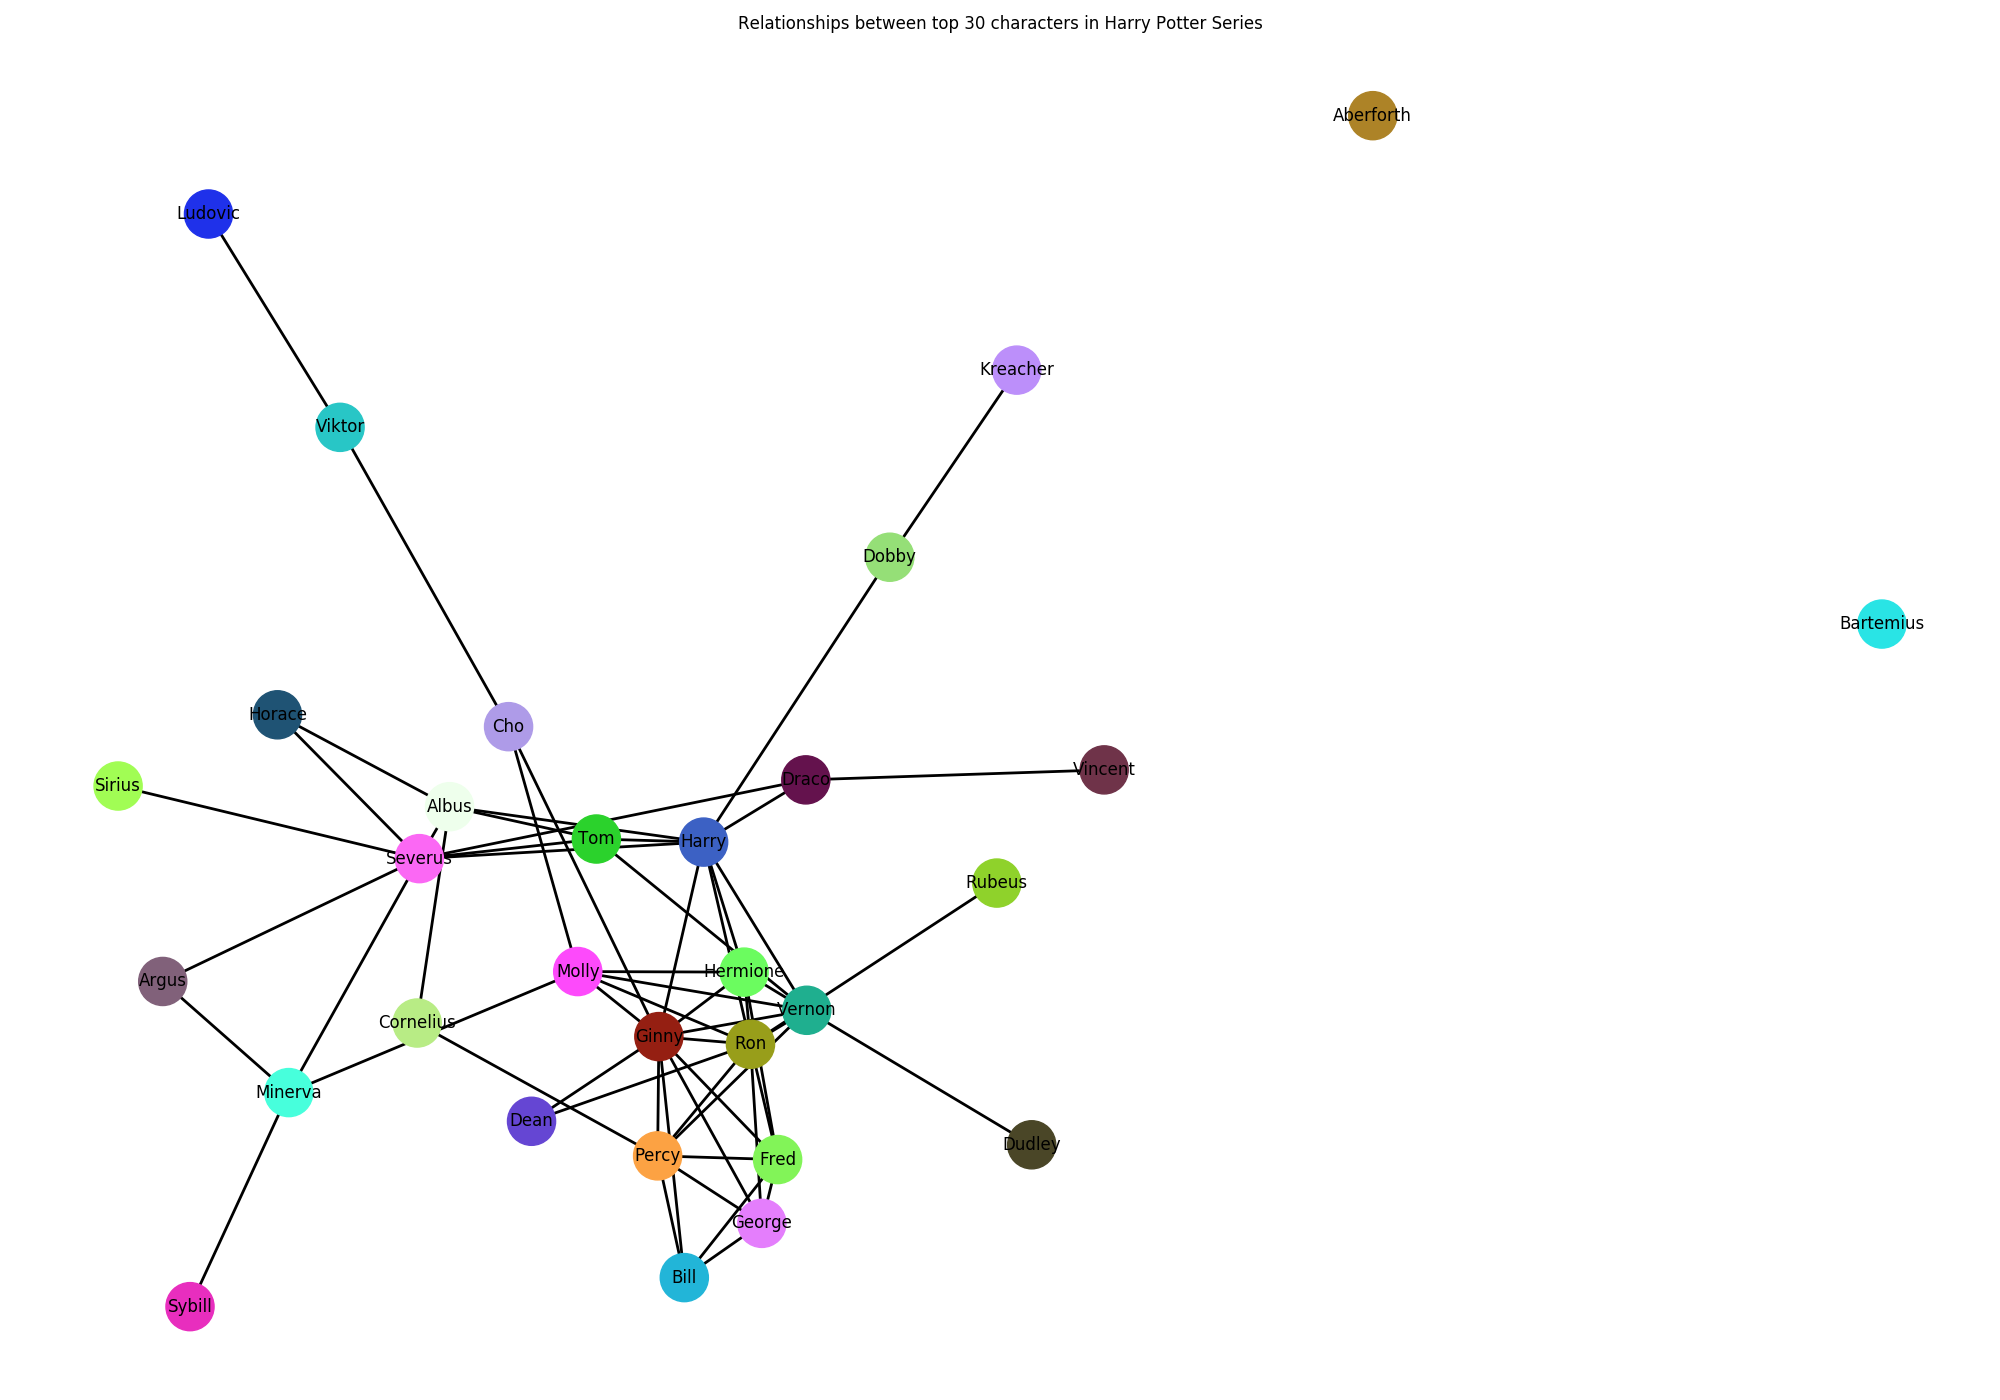 Relationships between top 30 characters in Harry Potter Series
Aberforth
Ludovic
Kreacher
Viktor
Dobby
Bartemius
Horace
Cho
Vincent
Draco
Sirius
Albus
Tom
Harry
Severus
Rubeus
Molly
Hermione
Argus
Vernon
Cornelius
Ginny
Ron
Minerva
Dean
Dudley
Percy
Fred
George
Bill
Sybill